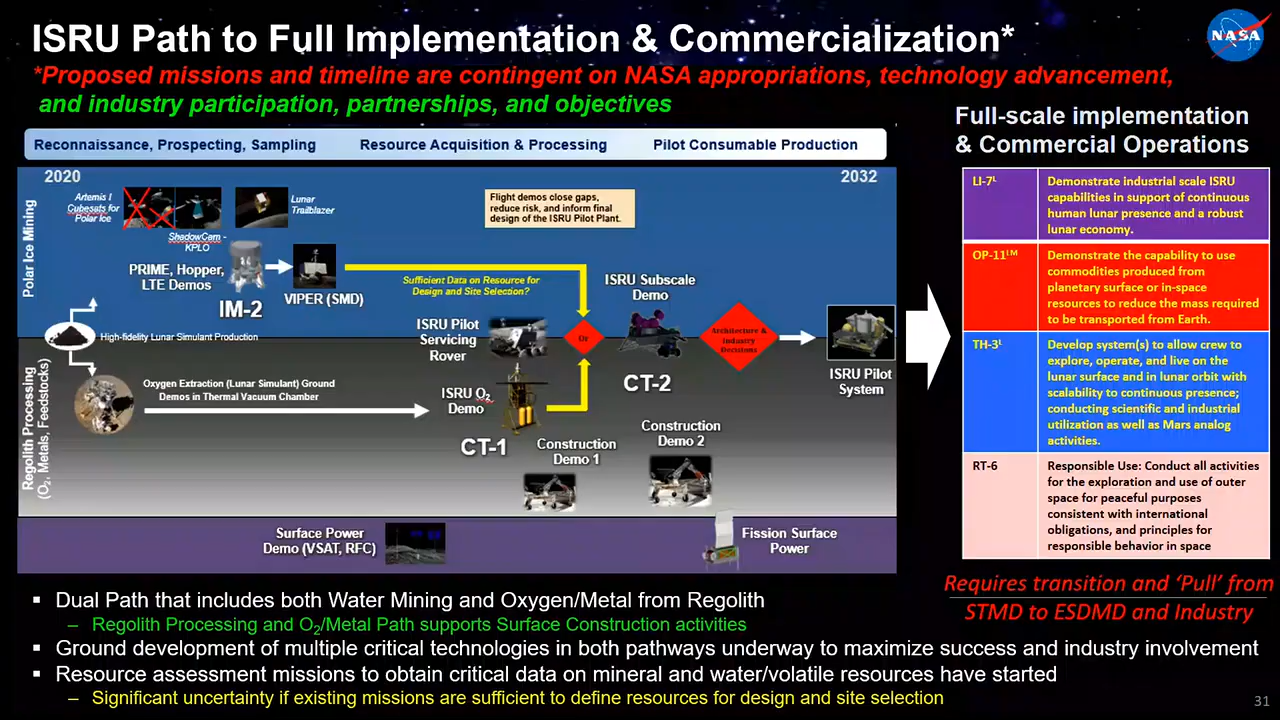 ISRU Path to Full Implementation & Commercialization*
NASA
*Proposed missions and timeline are contingent on NASA appropriations, technology advancement,
and industry participation, partnerships, and objectives
Reconnaissance, Prospecting, Sampling
Resource Acquisition & Processing
Pilot Consumable Production
2020
2032
Polar Ice Mining
Artemis I
Cubesats for
Polar Ice
Lunar
Trailblazer
ShadowCam -
KPLO
Flight demos close gaps,
reduce risk, and inform final
design of the ISRU Pilot Plant.
PRIME, Hopper,
LTE Demos
IM-2
VIPER (SMD)
Sufficient Data on Resource for
Design and Site Selection?
ISRU Subscale
Demo
High-fidelity Lunar Simulant Production
ISRU Pilot
Servicing
Rover
Or
CT-2
Architecture &
Industry
Decisions
ISRU Pilot
System
Regolith Processing
(O2, Metals, Feedstocks)
Oxygen Extraction (Lunar Simulant) Ground
Demos in Thermal Vacuum Chamber
ISRU O2
Demo
CT-1
Construction
Demo 1
Construction
Demo 2
Surface Power
Demo (VSAT, RFC)
Fission Surface
Power
Full-scale implementation
& Commercial Operations
LI-7L
Demonstrate industrial scale ISRU
capabilities in support of continuous
human lunar presence and a robust
lunar economy.
OP-11LM
Demonstrate the capability to use
commodities produced from
planetary surface or in-space
resources to reduce the mass required
to be transported from Earth.
TH-3L
Develop system(s) to allow crew to
explore, operate, and live on the
lunar surface and in lunar orbit with
scalability to continuous presence;
conducting scientific and industrial
utilization as well as Mars analog
activities.
RT-6
Responsible Use: Conduct all activities
for the exploration and use of outer
space for peaceful purposes
consistent with international
obligations, and principles for
responsible behavior in space
Requires transition and ‘Pull’ from
STMD to ESDMD and Industry
▪ Dual Path that includes both Water Mining and Oxygen/Metal from Regolith
– Regolith Processing and O2/Metal Path supports Surface Construction activities
▪ Ground development of multiple critical technologies in both pathways underway to maximize success and industry involvement
▪ Resource assessment missions to obtain critical data on mineral and water/volatile resources have started
– Significant uncertainty if existing missions are sufficient to define resources for design and site selection
31